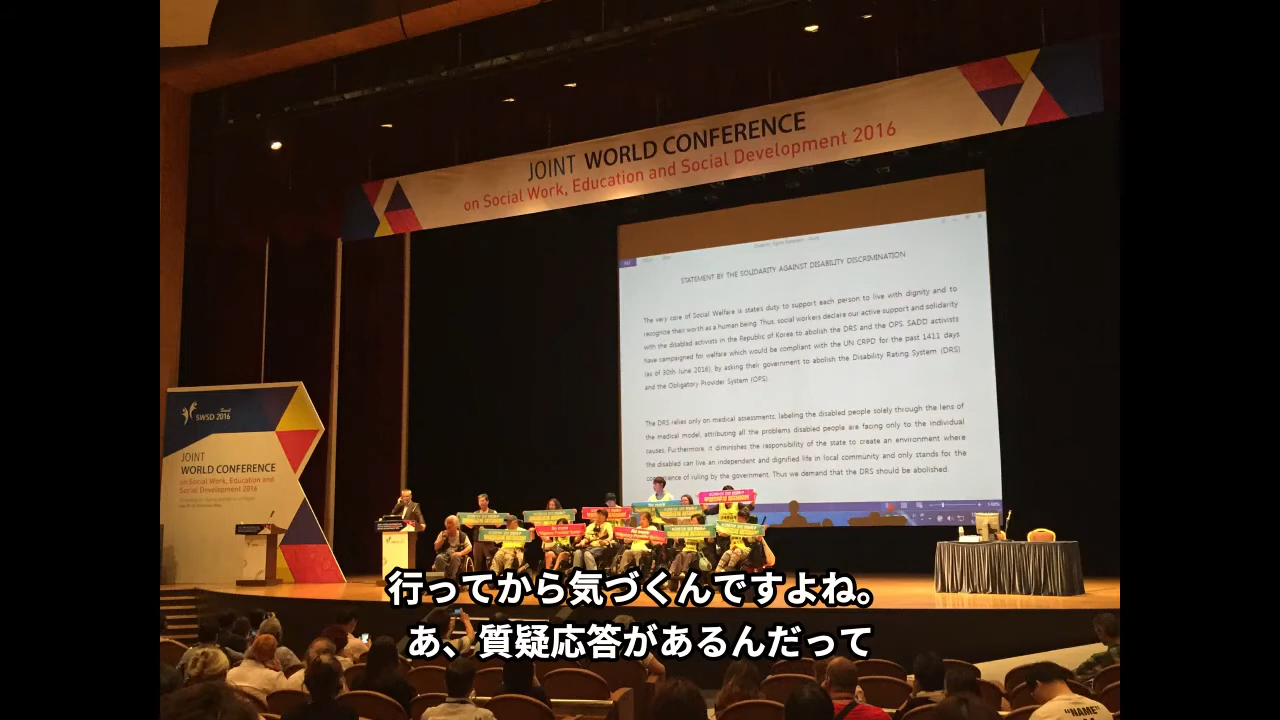 JOINT WORLD CONFERENCE
on Social Work, Education and Social Development 2016
STATEMENT BY THE SOLIDARITY AGAINST DISABILITY DISCRIMINATION
The very core of Social Welfare is state's duty to support each person to live with dignity and to
recognize their worth as a human being. Thus, social workers declare our active support and solidarity
with the disabled activists in the Republic of Korea to abolish the DRS and the OPS. SADD activists
have campaigned for welfare which would be compliant with the UN CRPD for the past 1411 days
(as of 30th June 2016), by asking their government to abolish the Disability Rating System (DRS)
and the Obligatory Provider System (OPS).
The DRS relies only on medical assessments, labeling the disabled people solely through the lens of
the medical model, attributing all the problems disabled people are facing only to the individual
causes. Furthermore, it diminishes the responsibility of the state to create an environment where
the disabled can live an independent and dignified life in local community and only stands for the
convenience of ruling by the government. Thus we demand that the DRS should be abolished.
SWSD 2016
JOINT
WORLD CONFERENCE
on Social Work, Education and
Social Development 2016
行ってから気づくんですよね。
あ、質疑応答があるんだって
"NAME"